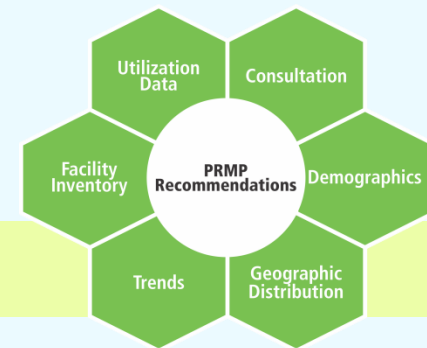 Utilization
Data
Consultation
Facility
Inventory
PRMP
Recommendations
Demographics
Trends
Geographic
Distribution